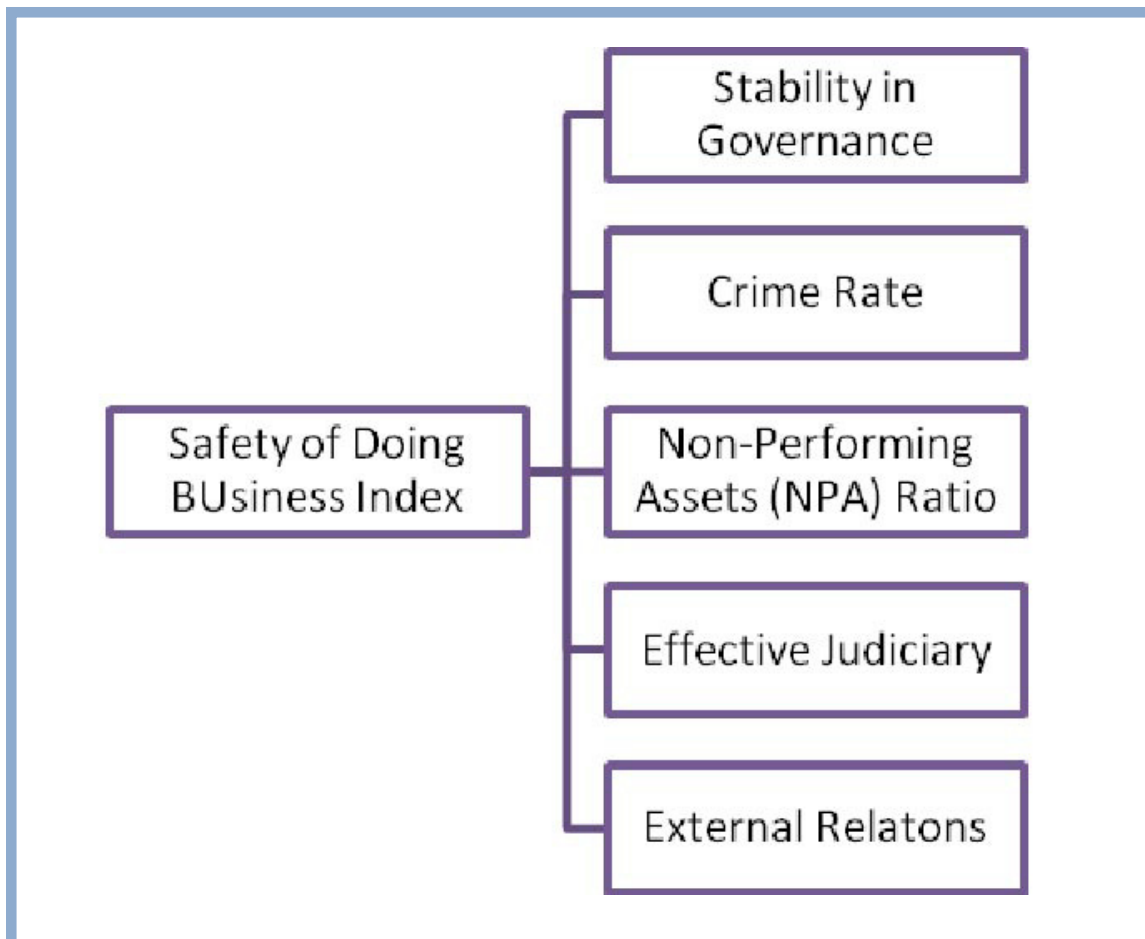 Stability in
Governance
Crime Rate
Safety of Doing
BUsiness Index
Non-Performing
Assets (NPA) Ratio
Effective Judiciary
External Relatons